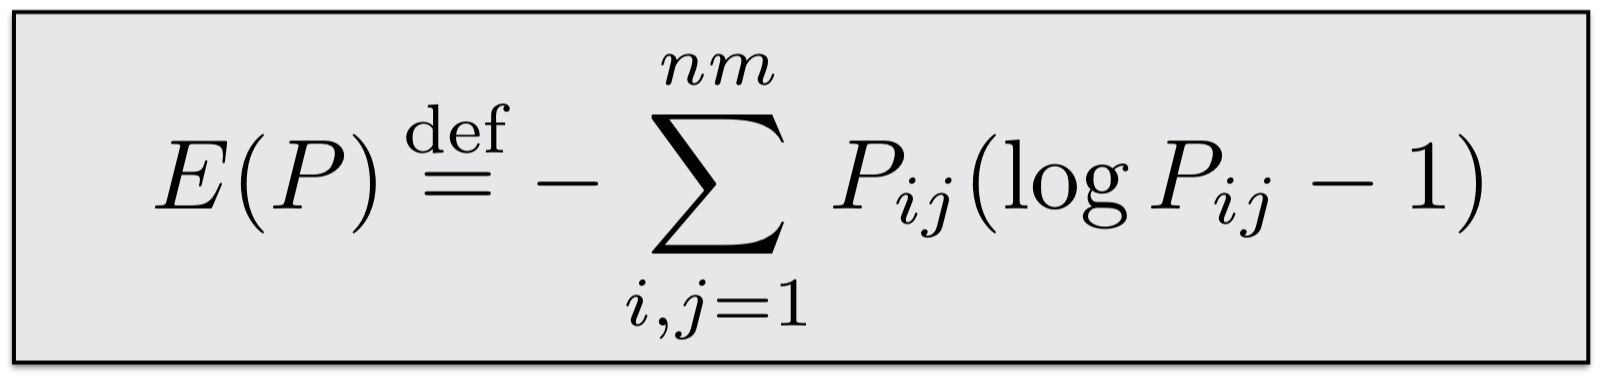 E(P) \overset{\text{def}}{=} -\sum_{i,j=1}^{nm} P_{ij}(\log P_{ij} - 1)